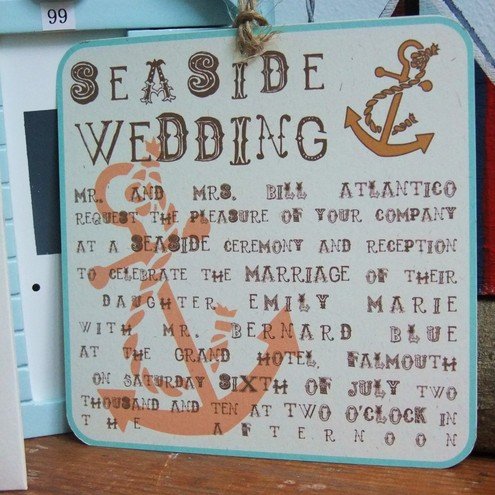 99
SEASIDE
WEDDING
MR. AND MRS. BILL ATLANTICO
REQUEST THE PLEASURE OF YOUR COMPANY
AT A SEASIDE CEREMONY AND RECEPTION
TO CELEBRATE THE MARRIAGE OF THEIR
DAUGHTER EMILY MARIE
WITH MR. BERNARD BLUE
AT THE GRAND HOTEL, FALMOUTH
ON SATURDAY SIXTH OF JULY TWO
THOUSAND AND TEN AT TWO O'CLOCK IN
THE AFTERNOON